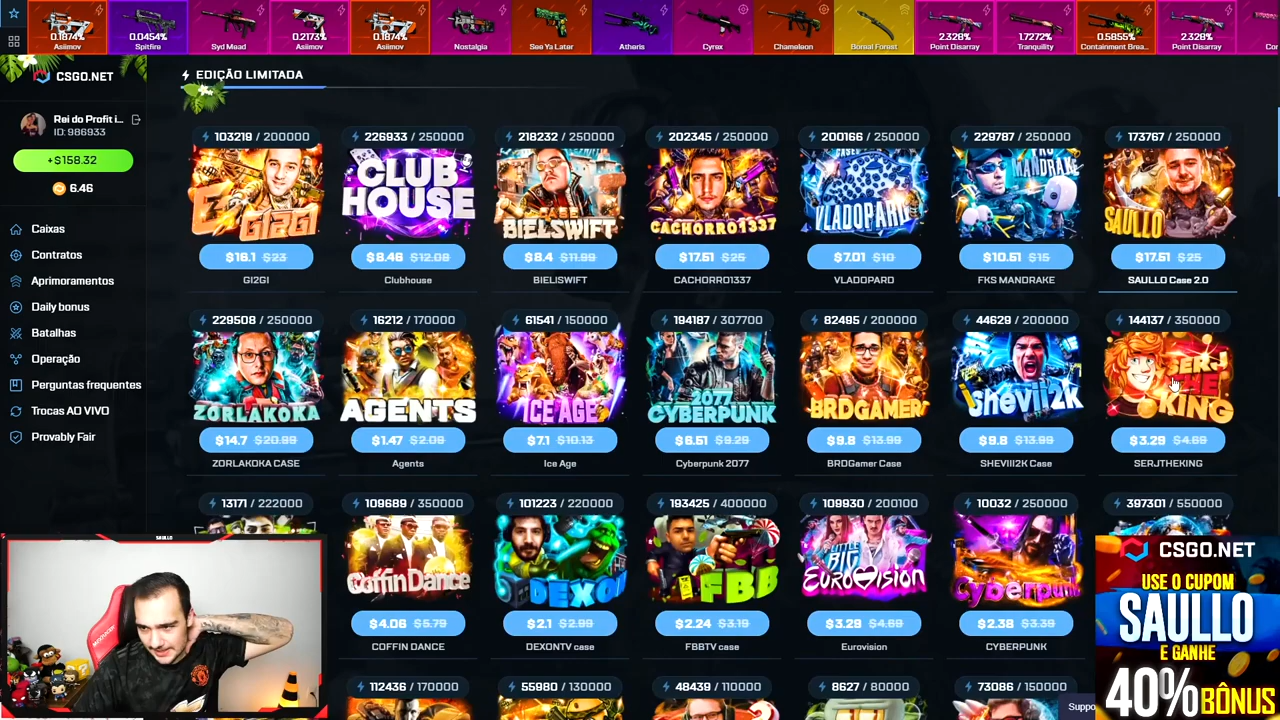 0.1874%
Asiimov
0.0454%
Spitfire
Syd Mead
0.2173%
Asiimov
0.1874%
Asiimov
Nostalgia
See Ya Later
Atheris
Cyrex
Chameleon
Boreal Forest
2.328%
Point Disarray
1.7272%
Tranquility
0.5855%
Containment Brea...
2.328%
Point Disarray
CSGO.NET
EDIÇÃO LIMITADA
Rei do Profit i...
ID: 986933
+$158.32
6.46
Caixas
Contratos
Aprimoramentos
Daily bonus
Batalhas
Operação
Perguntas frequentes
Trocas AO VIVO
Provably Fair
103219 / 200000
226933 / 250000
218232 / 250000
202345 / 250000
200166 / 250000
229787 / 250000
173767 / 250000
GI2GI
CLUB HOUSE
CASE BIELSWIFT
CACHORRO1337
VLADOPARD
FKS MANDRAKE
SAULLO
$16.1 $23
$8.46 $12.08
$8.4 $11.99
$17.51 $25
$7.01 $10
$10.51 $15
$17.51 $25
GI2GI
Clubhouse
BIELISWIFT
CACHORRO1337
VLADOPARD
FKS MANDRAKE
SAULLO Case 2.0
229508 / 250000
16212 / 170000
61541 / 150000
194187 / 307700
82495 / 200000
44629 / 200000
144137 / 350000
ZORLAKOKA
AGENTS
ICE AGE
2077 CYBERPUNK
BRDGAMER
Shevii2k
SERJ THE KING
$14.7 $20.99
$1.47 $2.09
$7.1 $10.13
$6.51 $9.29
$9.8 $13.99
$9.8 $13.99
$3.29 $4.69
ZORLAKOKA CASE
Agents
Ice Age
Cyberpunk 2077
BRDGamer Case
SHEVII2K Case
SERJTHEKING
13171 / 222000
109689 / 350000
101223 / 220000
193425 / 400000
109930 / 200100
10032 / 250000
397301 / 550000
Coffin Dance
DEXO
FBB
LITTLE BIG EUROVISION
Cyberpunk
$4.06 $5.79
$2.1 $2.99
$2.24 $3.19
$3.29 $4.69
$2.38 $3.39
COFFIN DANCE
DEXONTV case
FBBTV case
Eurovision
CYBERPUNK
112436 / 170000
55980 / 130000
48439 / 110000
8627 / 80000
73086 / 150000
Suppo
SAULLO
CSGO.NET
USE O CUPOM
SAULLO
E GANHE
40% BÔNUS